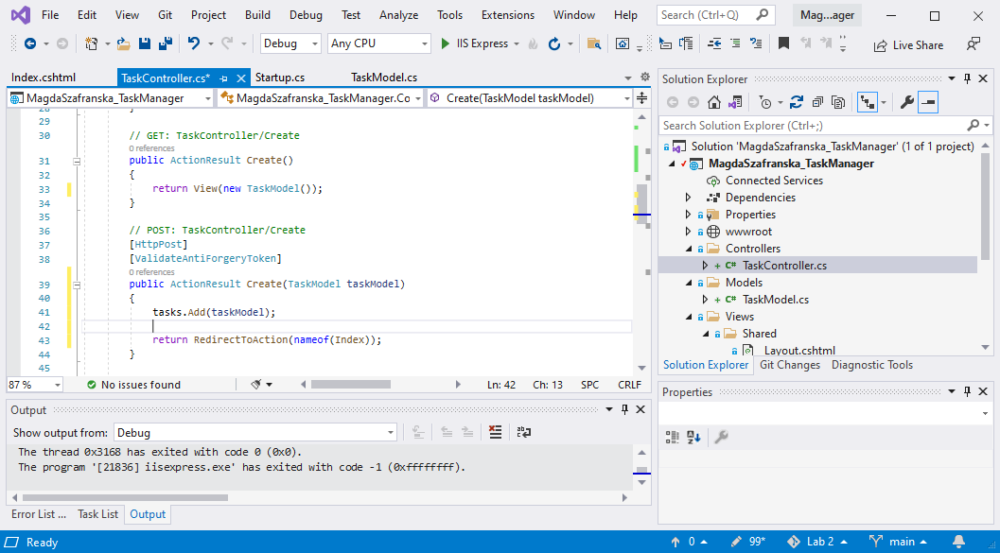 File Edit View Git Project Build Debug Test Analyze Tools Extensions Window Help Search (Ctrl+Q) Mag...ager
Debug Any CPU IIS Express Live Share
Index.cshtml TaskController.cs* Startup.cs TaskModel.cs
MagdaSzafranska_TaskManager MagdaSzafranska_TaskManager.Co Create(TaskModel taskModel)
28 }
29
30 // GET: TaskController/Create
0 references
31 public ActionResult Create()
32 {
33 return View(new TaskModel());
34 }
35
36 // POST: TaskController/Create
37 [HttpPost]
38 [ValidateAntiForgeryToken]
0 references
39 public ActionResult Create(TaskModel taskModel)
40 {
41 tasks.Add(taskModel);
42
43 return RedirectToAction(nameof(Index));
44 }
45
87 % No issues found Ln: 42 Ch: 13 SPC CRLF
Output
Show output from: Debug
The thread 0x3168 has exited with code 0 (0x0).
The program '[21836] iisexpress.exe' has exited with code -1 (0xffffffff).
Error List ... Task List Output
Solution Explorer
Search Solution Explorer (Ctrl+;)
Solution 'MagdaSzafranska_TaskManager' (1 of 1 project)
MagdaSzafranska_TaskManager
Connected Services
Dependencies
Properties
wwwroot
Controllers
C# TaskController.cs
Models
C# TaskModel.cs
Views
Shared
_Layout.cshtml
Solution Explorer Git Changes Diagnostic Tools
Properties
Ready 0 99* Lab 2 main